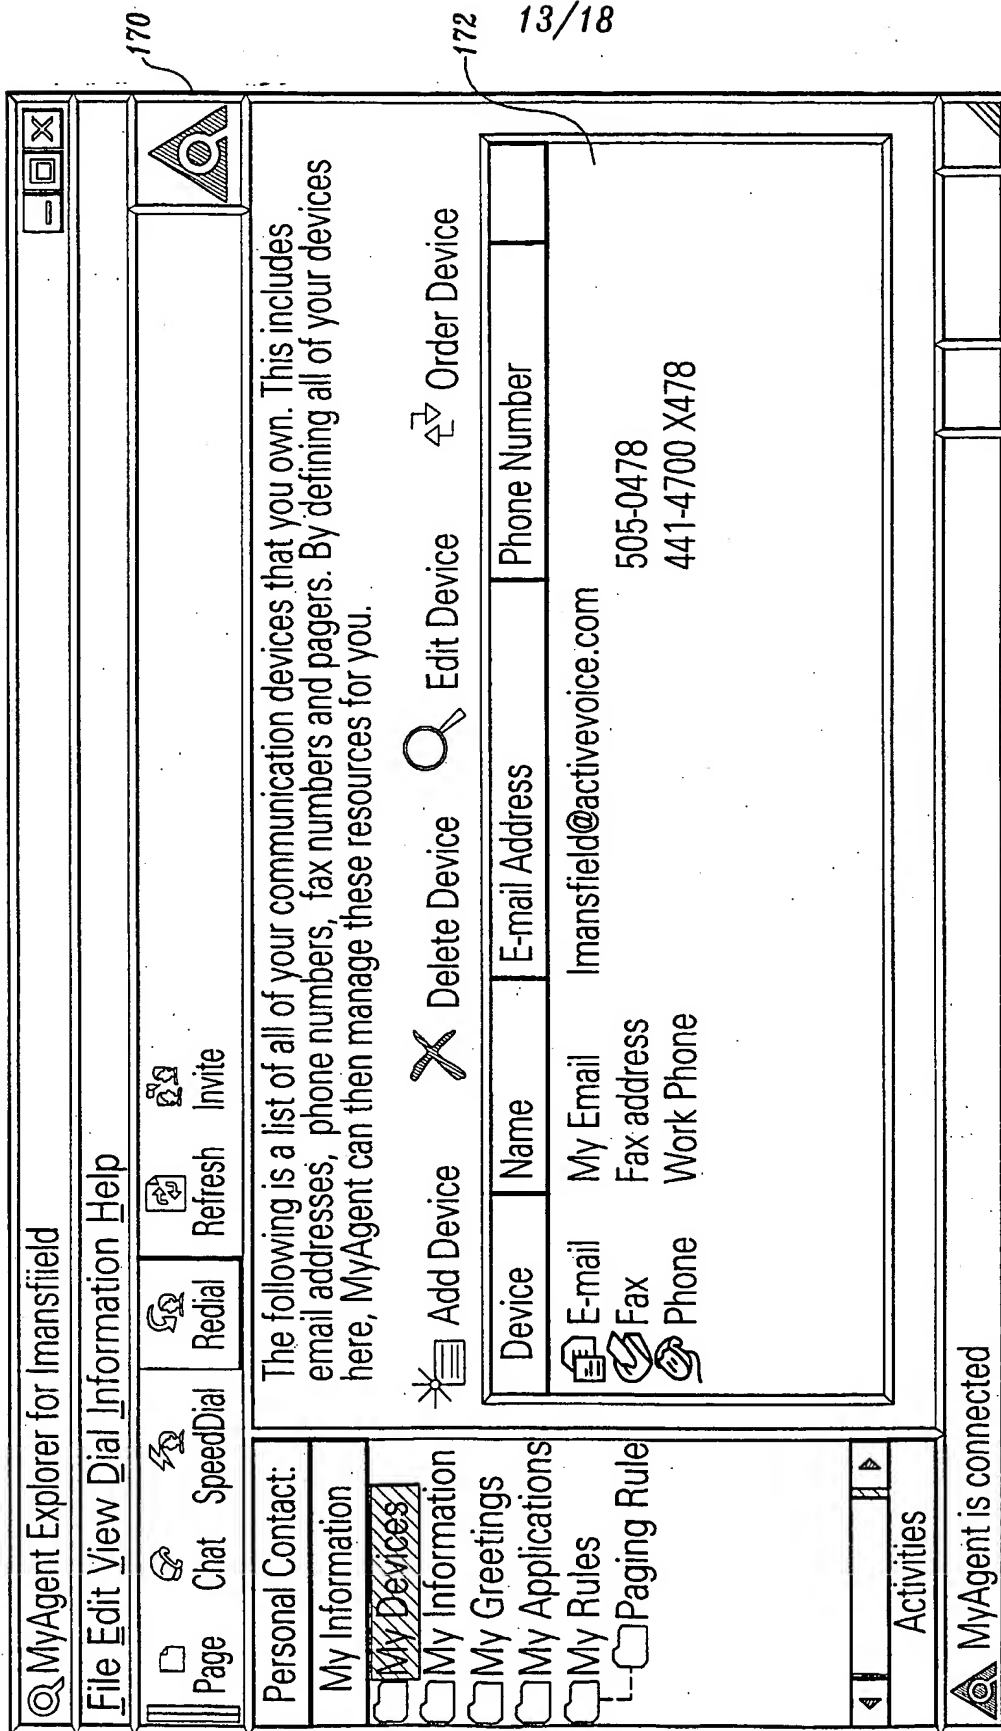 13/18
170
172
MyAgent Explorer for Imansfiield
File Edit View Dial Information Help
Page Chat SpeedDial Redial Refresh Invite
Personal Contact:
My Information
My Devices
My Information
My Greetings
My Applications
My Rules
Paging Rule
Activities
The following is a list of all of your communication devices that you own. This includes
email addresses, phone numbers, fax numbers and pagers. By defining all of your devices
here, MyAgent can then manage these resources for you.
Add Device Delete Device Edit Device Order Device
Device Name E-mail Address Phone Number
E-mail My Email Imansfield@activevoice.com
Fax Fax address 505-0478
Phone Work Phone 441-4700 X478
MyAgent is connected